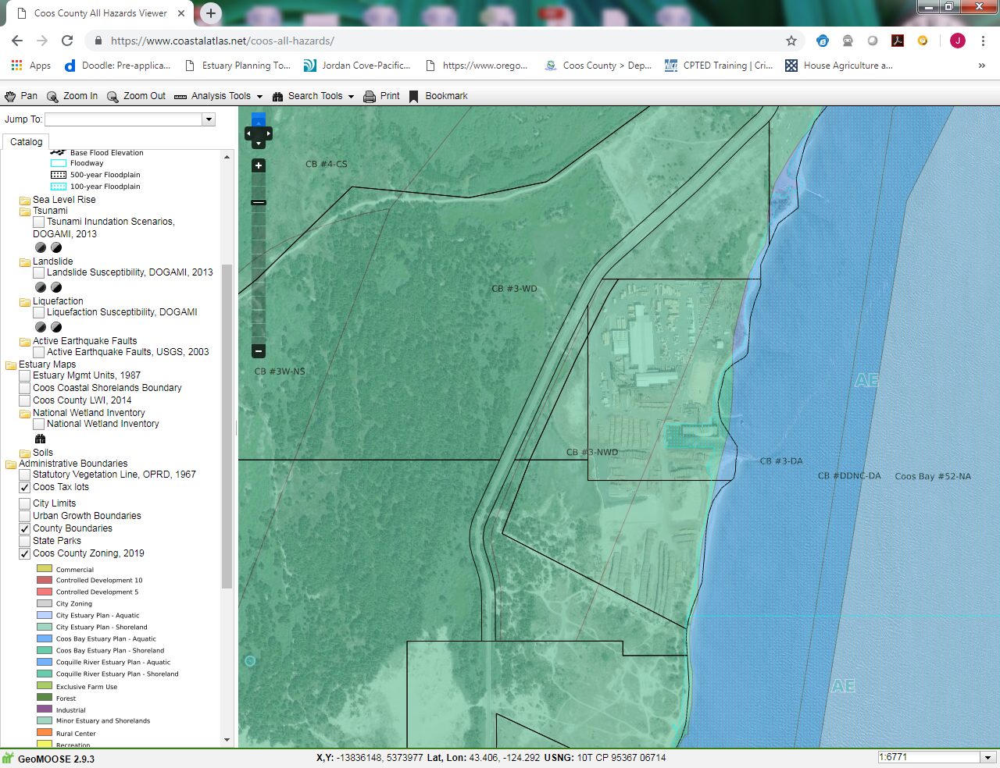 Coos County All Hazards Viewer
https://www.coastalatlas.net/coos-all-hazards/
J
Apps
Doodle: Pre-applica...
Estuary Planning To...
Jordan Cove-Pacific...
https://www.orego...
Coos County > Dep...
NICP CPTED Training | Cri...
House Agriculture a...
Pan
Zoom In
Zoom Out
Analysis Tools
Search Tools
Print
Bookmark
Jump To:
Catalog
Base Flood Elevation
Floodway
500-year Floodplain
100-year Floodplain
Sea Level Rise
Tsunami
Tsunami Inundation Scenarios,
DOGAMI, 2013
Landslide
Landslide Susceptibility, DOGAMI, 2013
Liquefaction
Liquefaction Susceptibility, DOGAMI
Active Earthquake Faults
Active Earthquake Faults, USGS, 2003
Estuary Maps
Estuary Mgmt Units, 1987
Coos Coastal Shorelands Boundary
Coos County LWI, 2014
National Wetland Inventory
National Wetland Inventory
Soils
Administrative Boundaries
Statutory Vegetation Line, OPRD, 1967
Coos Tax lots
City Limits
Urban Growth Boundaries
County Boundaries
State Parks
Coos County Zoning, 2019
Commercial
Controlled Development 10
Controlled Development 5
City Zoning
City Estuary Plan - Aquatic
City Estuary Plan - Shoreland
Coos Bay Estuary Plan - Aquatic
Coos Bay Estuary Plan - Shoreland
Coquille River Estuary Plan - Aquatic
Coquille River Estuary Plan - Shoreland
Exclusive Farm Use
Forest
Industrial
Minor Estuary and Shorelands
Rural Center
Recreation
CB #4-CS
CB #3-WD
CB #3W-NS
AE
CB #3-NWD
CB #3-DA
CB #DDNC-DA
Coos Bay #52-NA
AE
GeoMOOSE 2.9.3
X,Y: -13836148, 5373977 Lat, Lon: 43.406, -124.292 USNG: 10T CP 95367 06714
1:6771